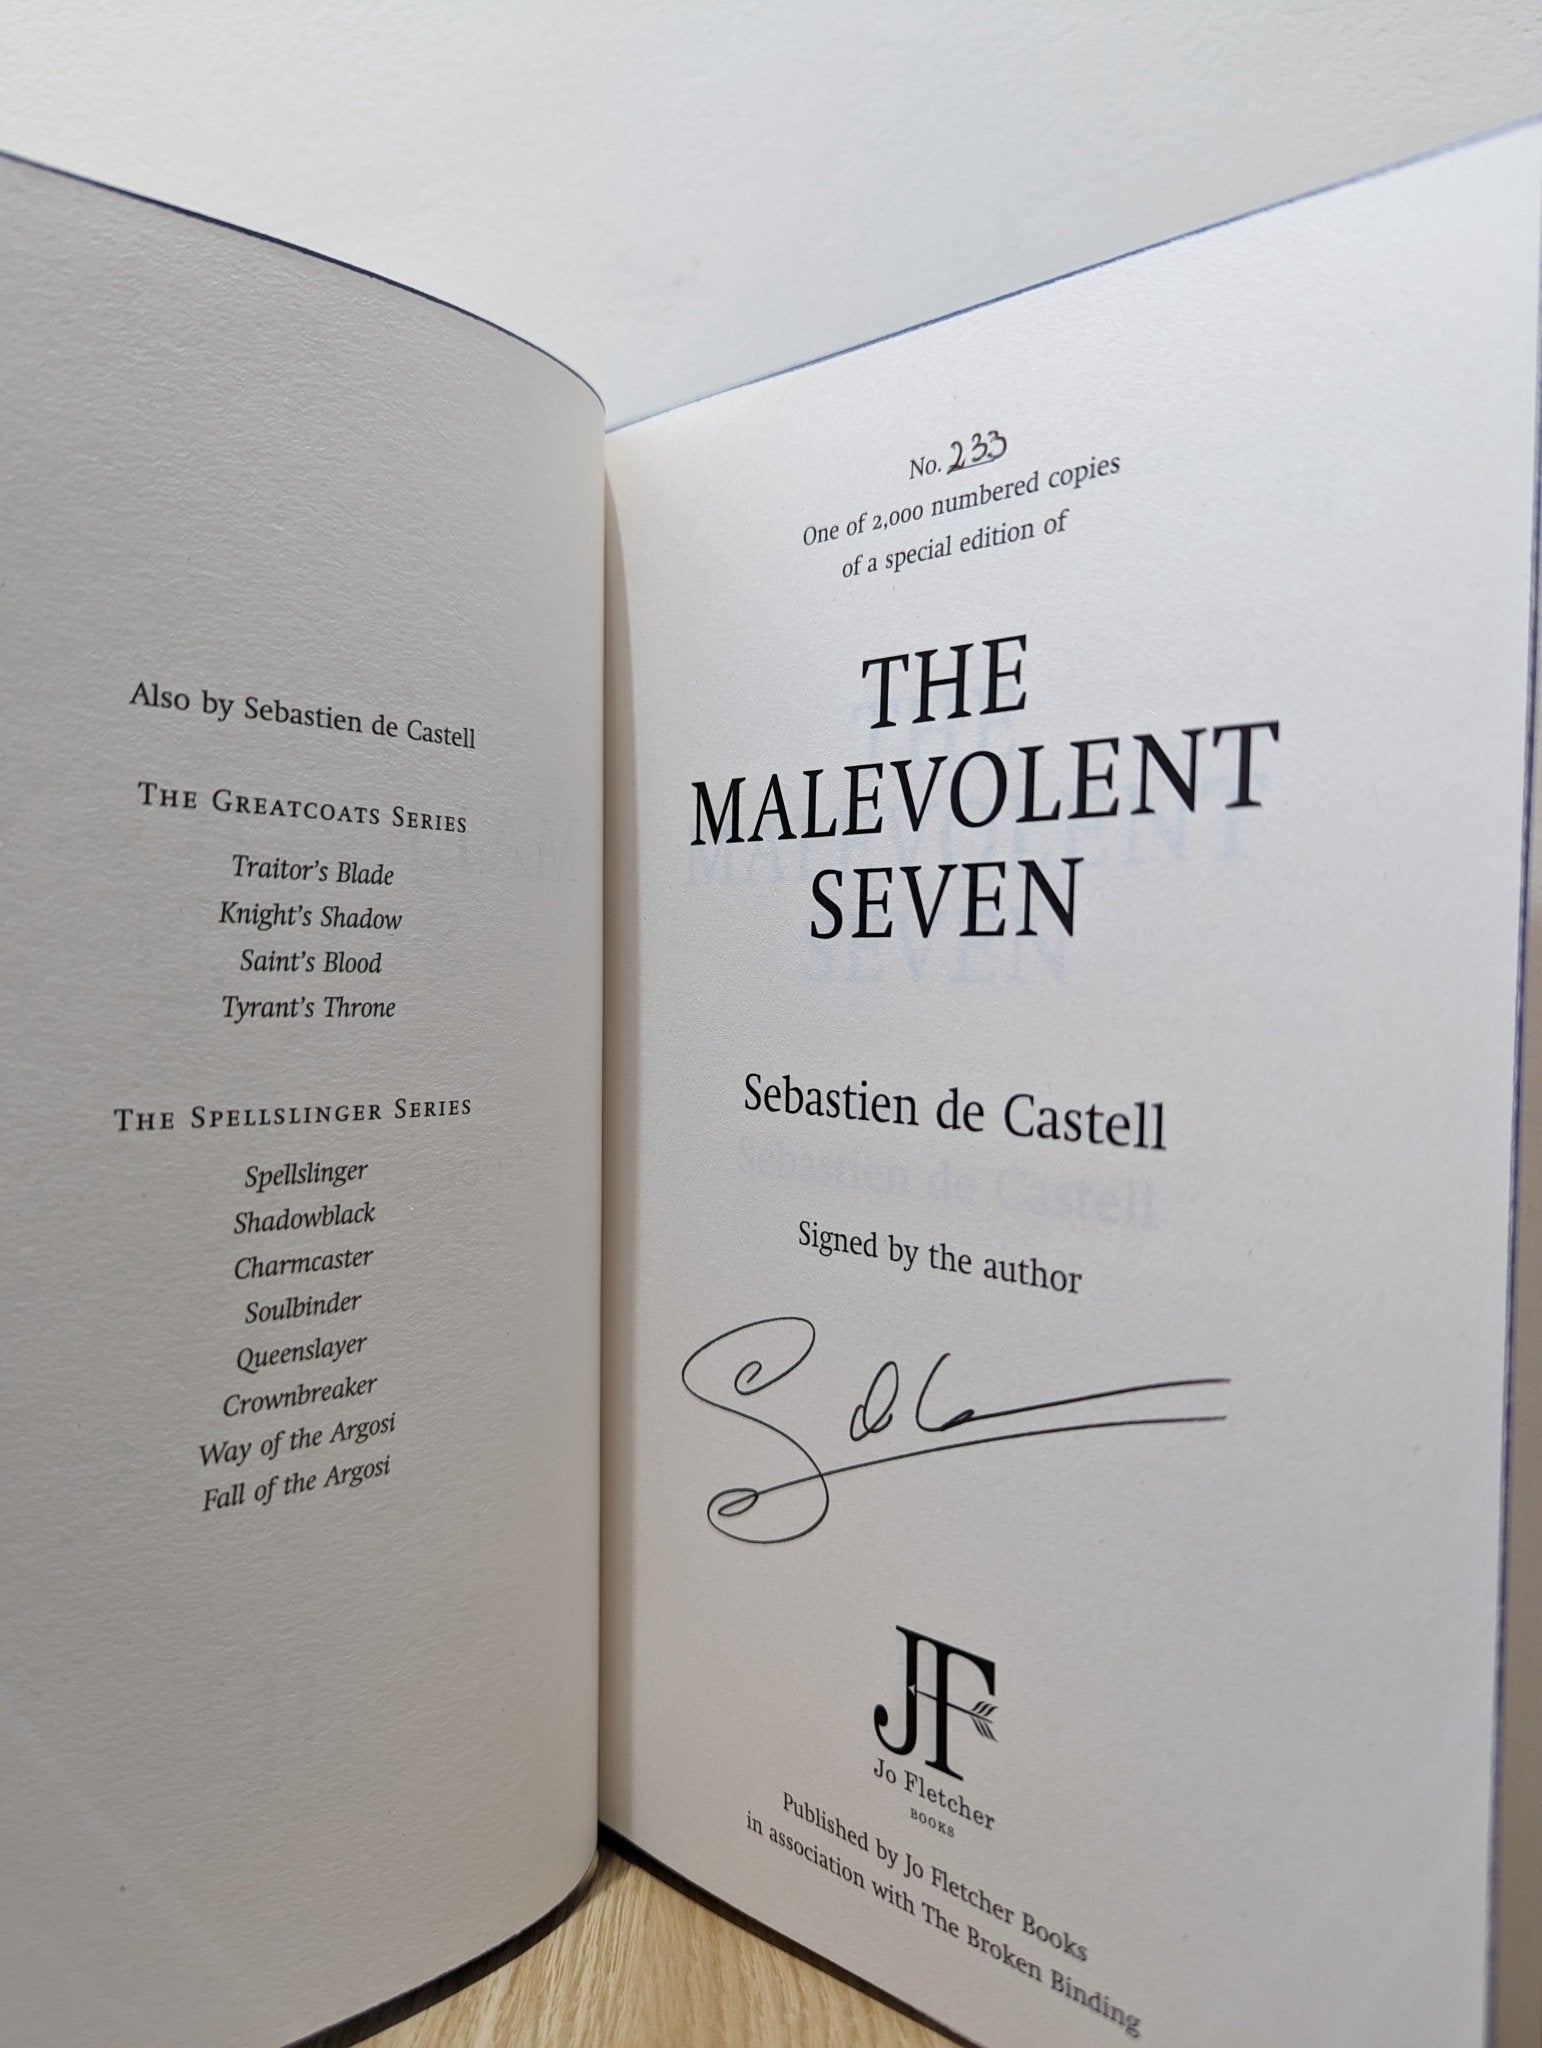 Also by Sebastien de Castell
THE GREATCOATS SERIES
Traitor's Blade
Knight's Shadow
Saint's Blood
Tyrant's Throne
THE SPELLSLINGER SERIES
Spellslinger
Shadowblack
Charmcaster
Soulbinder
Queenslayer
Crownbreaker
Way of the Argosi
Fall of the Argosi
No. 233
One of 2,000 numbered copies
of a special edition of
THE
MALEVOLENT
SEVEN
Sebastien de Castell
Signed by the author
JF
Jo Fletcher
BOOKS
Published by Jo Fletcher Books
in association with The Broken Binding